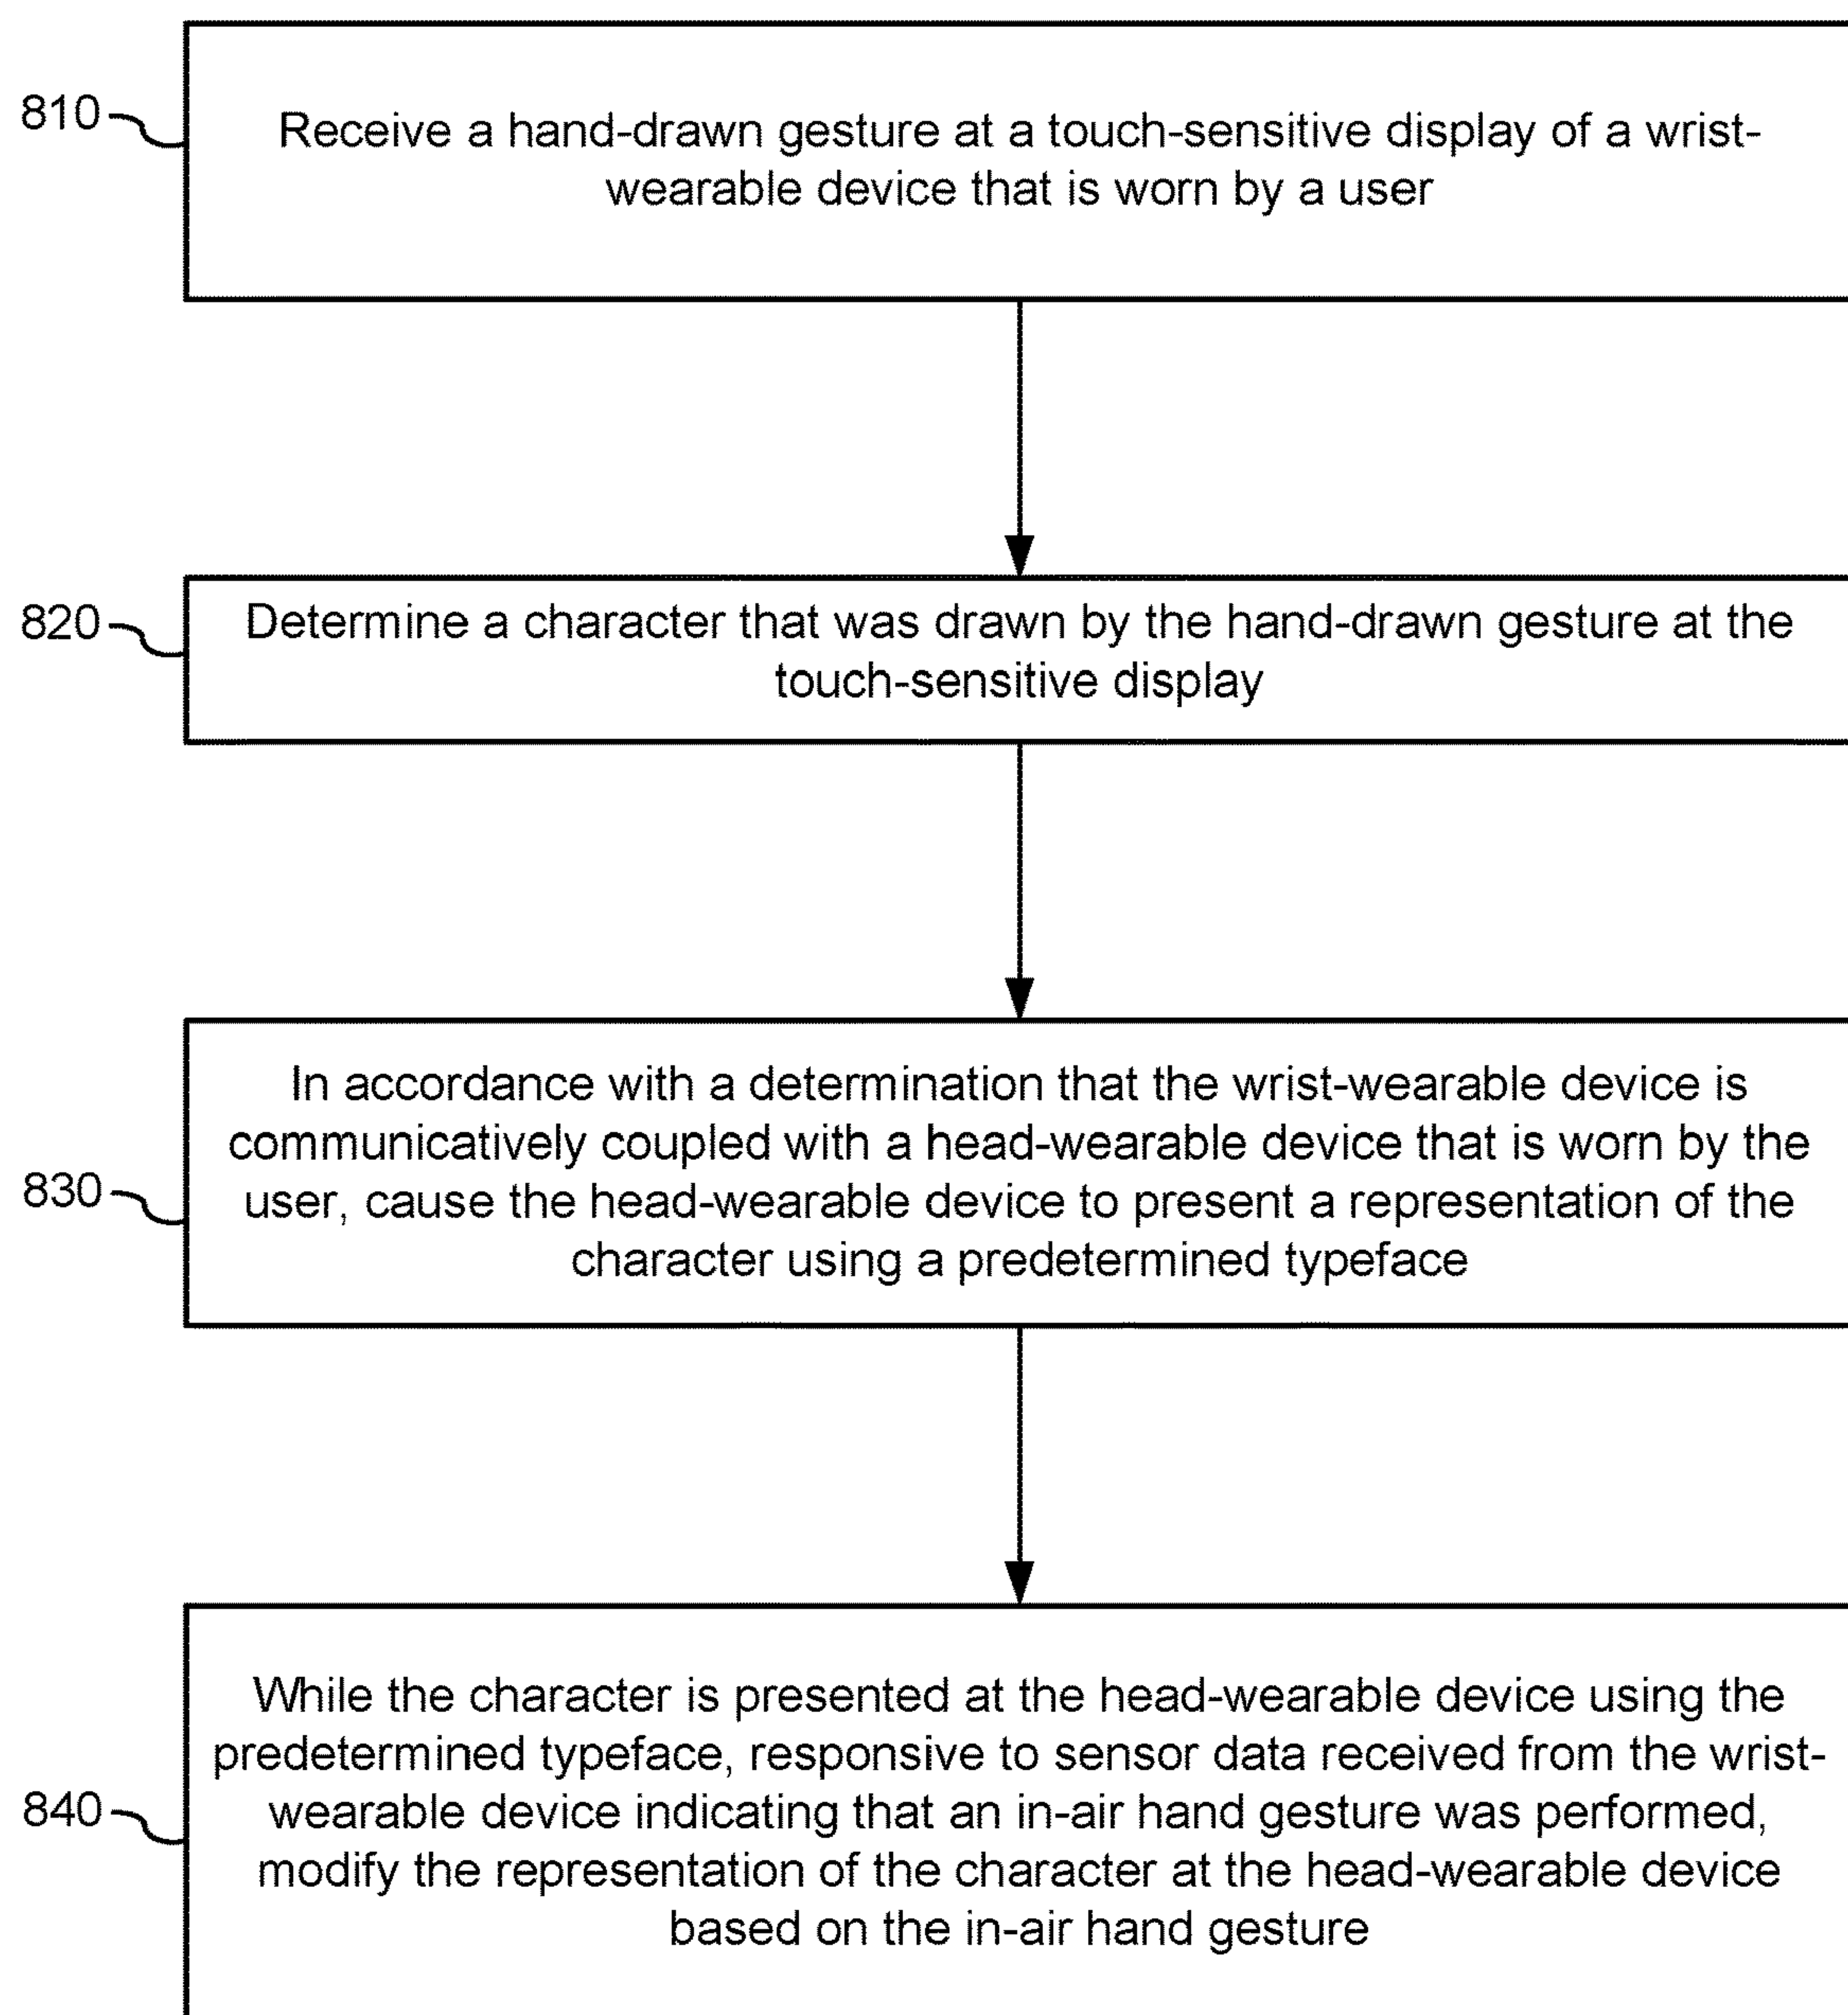 810
Receive a hand-drawn gesture at a touch-sensitive display of a wrist-
wearable device that is worn by a user
820
Determine a character that was drawn by the hand-drawn gesture at the
touch-sensitive display
830
In accordance with a determination that the wrist-wearable device is
communicatively coupled with a head-wearable device that is worn by the
user, cause the head-wearable device to present a representation of the
character using a predetermined typeface
840
While the character is presented at the head-wearable device using the
predetermined typeface, responsive to sensor data received from the wrist-
wearable device indicating that an in-air hand gesture was performed,
modify the representation of the character at the head-wearable device
based on the in-air hand gesture